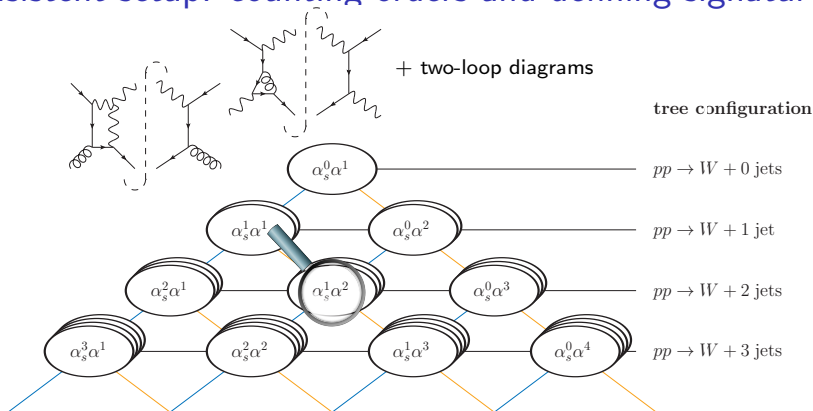 + two-loop diagrams
tree configuration
α_s^0α^1
pp → W + 0 jets
α_s^1α^1
α_s^0α^2
pp → W + 1 jet
α_s^2α^1
α_s^1α^2
α_s^0α^3
pp → W + 2 jets
α_s^3α^1
α_s^2α^2
α_s^1α^3
α_s^0α^4
pp → W + 3 jets